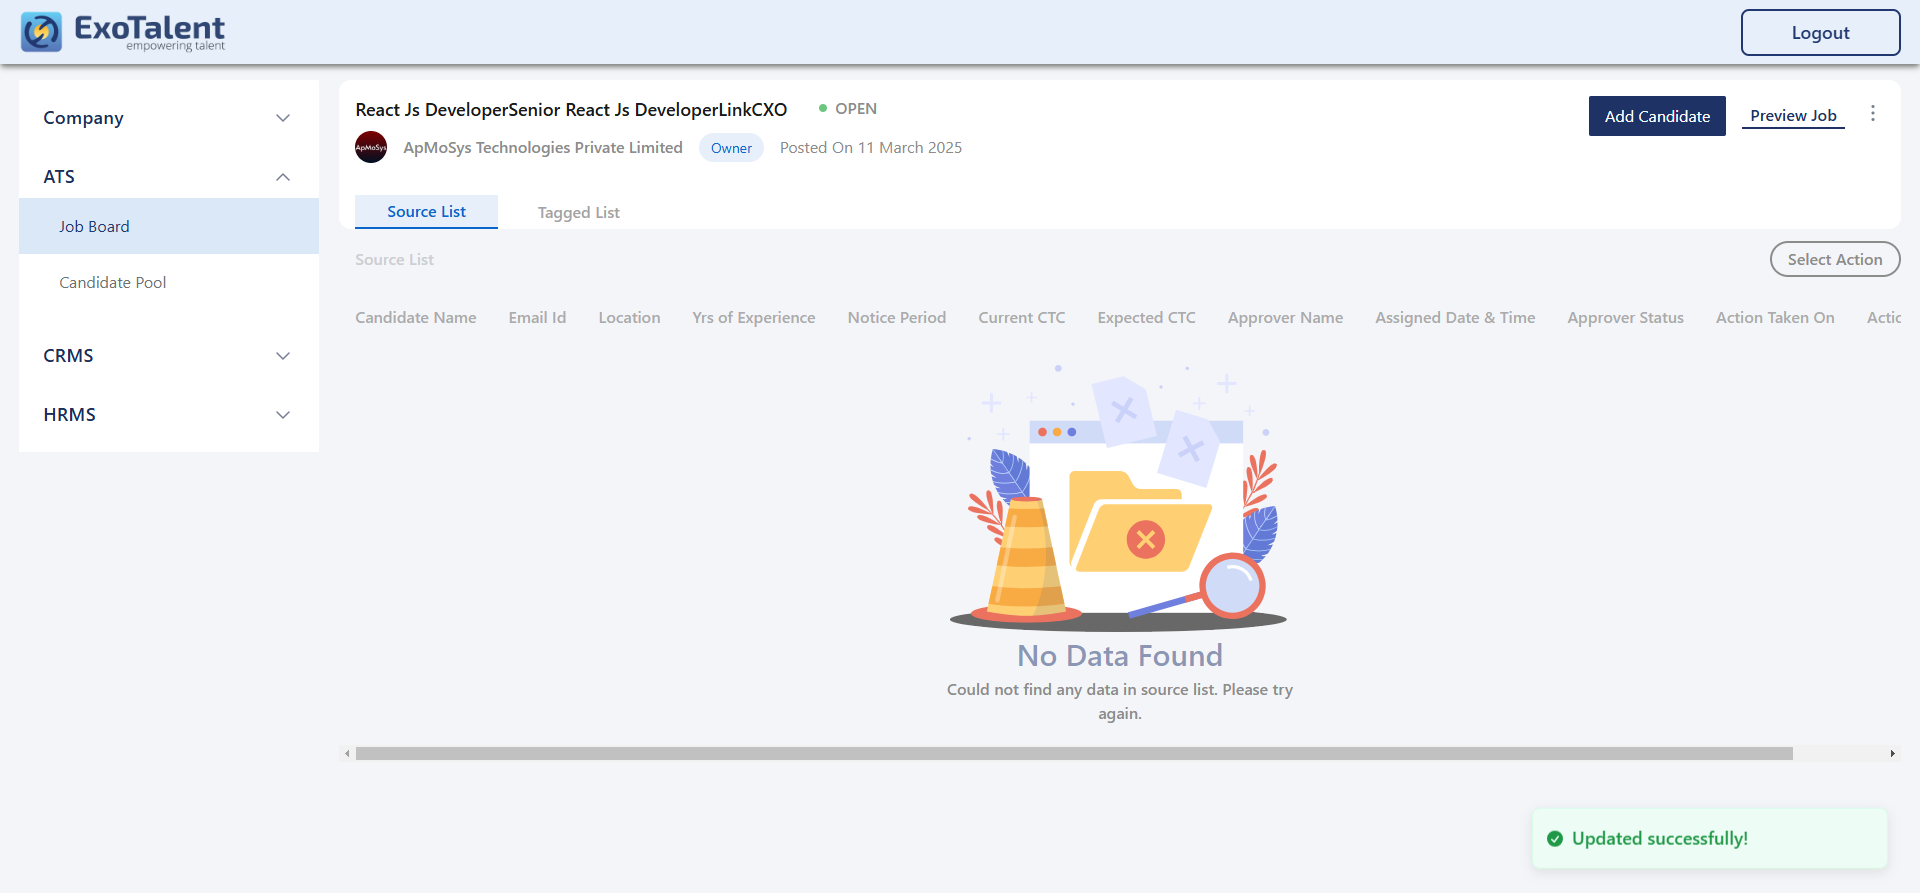 ExoTalent
empowering talent
Logout
Company
ATS
Job Board
Candidate Pool
CRMS
HRMS
React Js DeveloperSenior React Js DeveloperLinkCXO
OPEN
Add Candidate
Preview Job
ApMoSys
ApMoSys Technologies Private Limited
Owner
Posted On 11 March 2025
Source List
Tagged List
Source List
Select Action
Candidate Name Email Id Location Yrs of Experience Notice Period Current CTC Expected CTC Approver Name Assigned Date & Time Approver Status Action Taken On Actic
No Data Found
Could not find any data in source list. Please try
again.
Updated successfully!